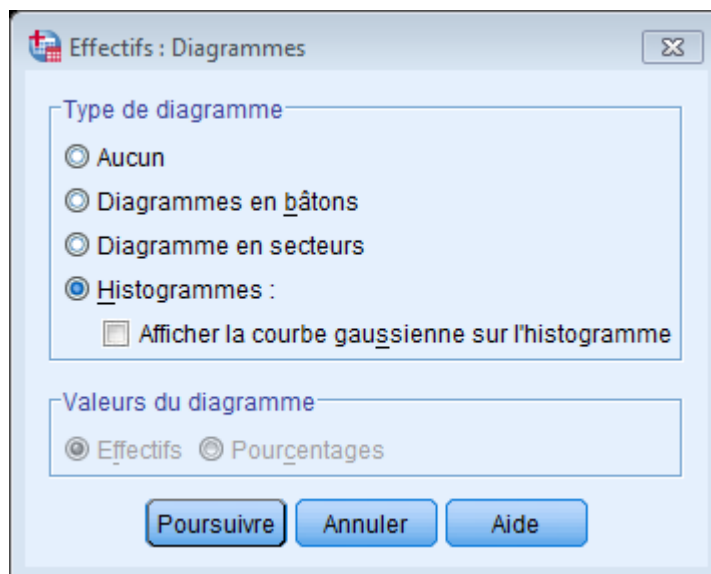 Effectifs : Diagrammes
Type de diagramme
Aucun
Diagrammes en bâtons
Diagramme en secteurs
Histogrammes :
Afficher la courbe gaussienne sur l'histogramme
Valeurs du diagramme
Effectifs Pourcentages
Poursuivre Annuler Aide